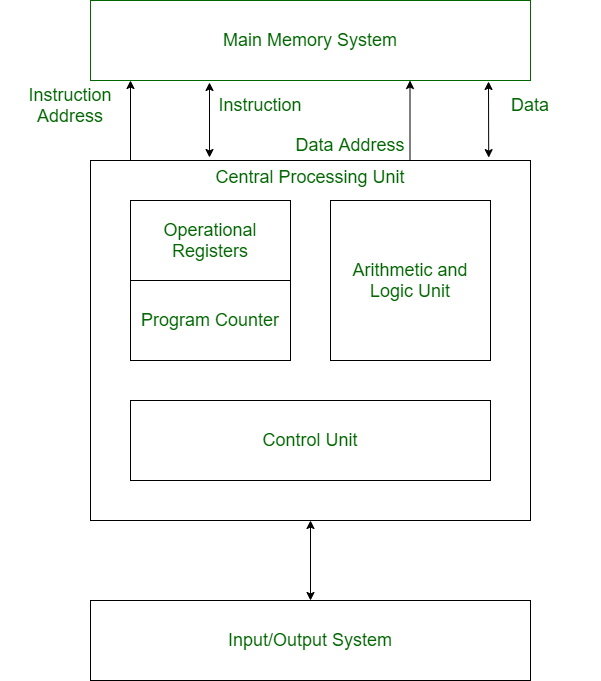 Main Memory System
Instruction
Address
Instruction
Data
Data Address
Central Processing Unit
Operational
Registers
Arithmetic and
Logic Unit
Program Counter
Control Unit
Input/Output System